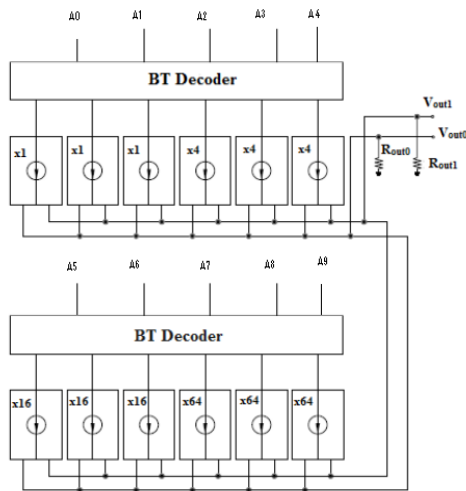 A0 A1 A2 A3 A4
BT Decoder
x1 x1 x1 x4 x4 x4
Vout1
Vout0
Rout0
Rout1
A5 A6 A7 A8 A9
BT Decoder
x16 x16 x16 x64 x64 x64